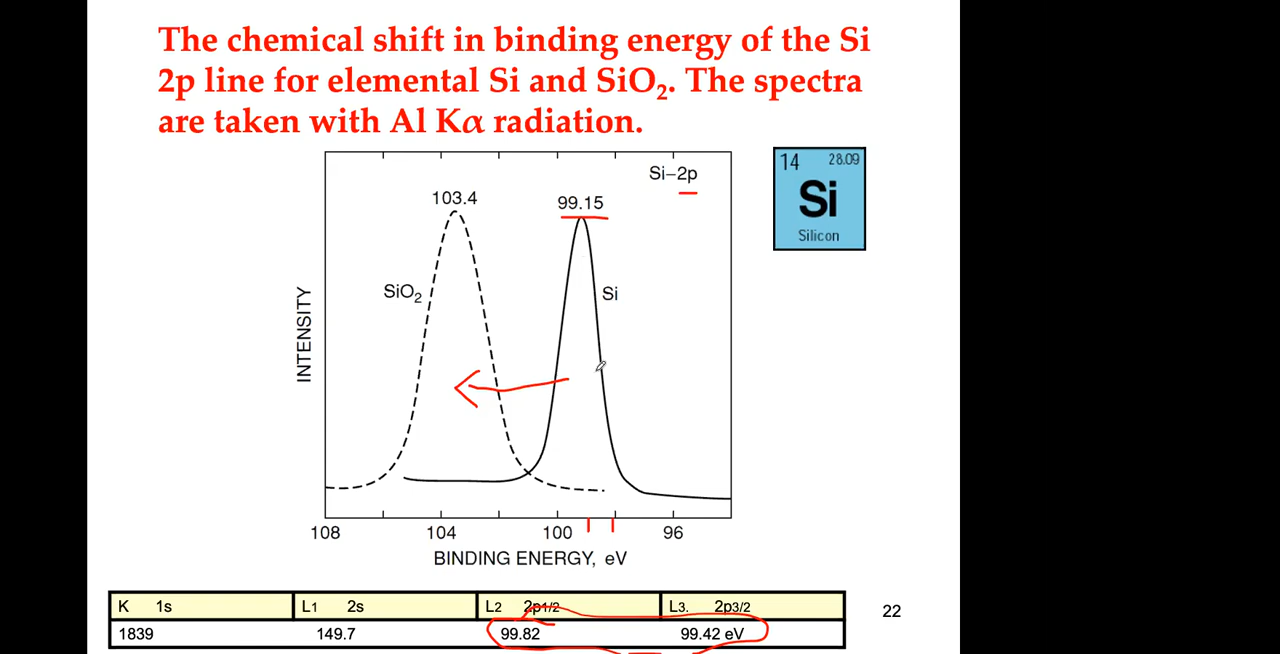 The chemical shift in binding energy of the Si
2p line for elemental Si and SiO₂. The spectra
are taken with Al Kα radiation.
Si-2p
14 28.09
Si
Silicon
103.4
99.15
SiO₂
Si
INTENSITY
108 104 100 96
BINDING ENERGY, eV
K 1s L1 2s L2 2p1/2 L3. 2p3/2
1839 149.7 99.82 99.42 eV
22